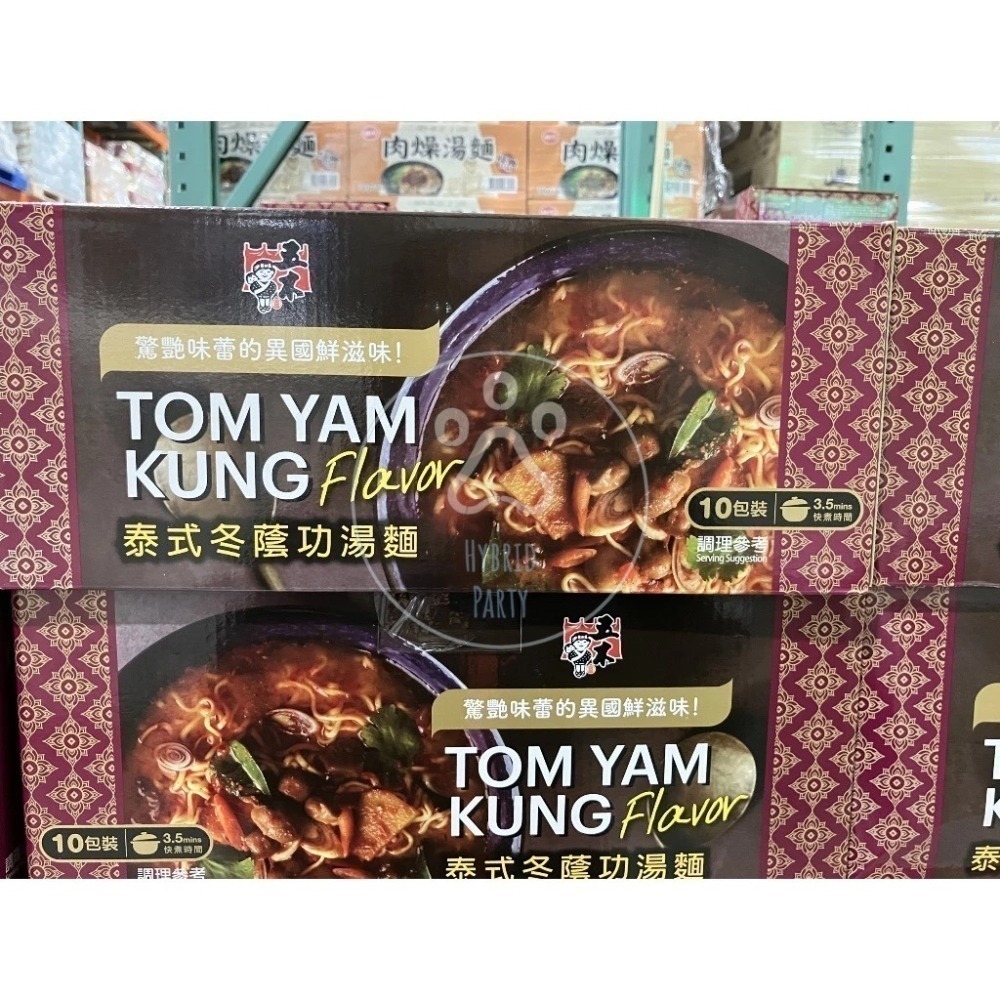 肉燥湯麵
肉燥
五木
驚艷味蕾的異國鮮滋味！
TOM YAM
KUNG Flavor
泰式冬蔭功湯麵
10包裝
3.5mins
快煮時間
調理參考
Serving Suggestion
HYBRID
PARTY
五木
驚艷味蕾的異國鮮滋味！
TOM YAM
KUNG Flavor
泰式冬蔭功湯麵
10包裝
3.5mins
快煮時間
調理參考
泰